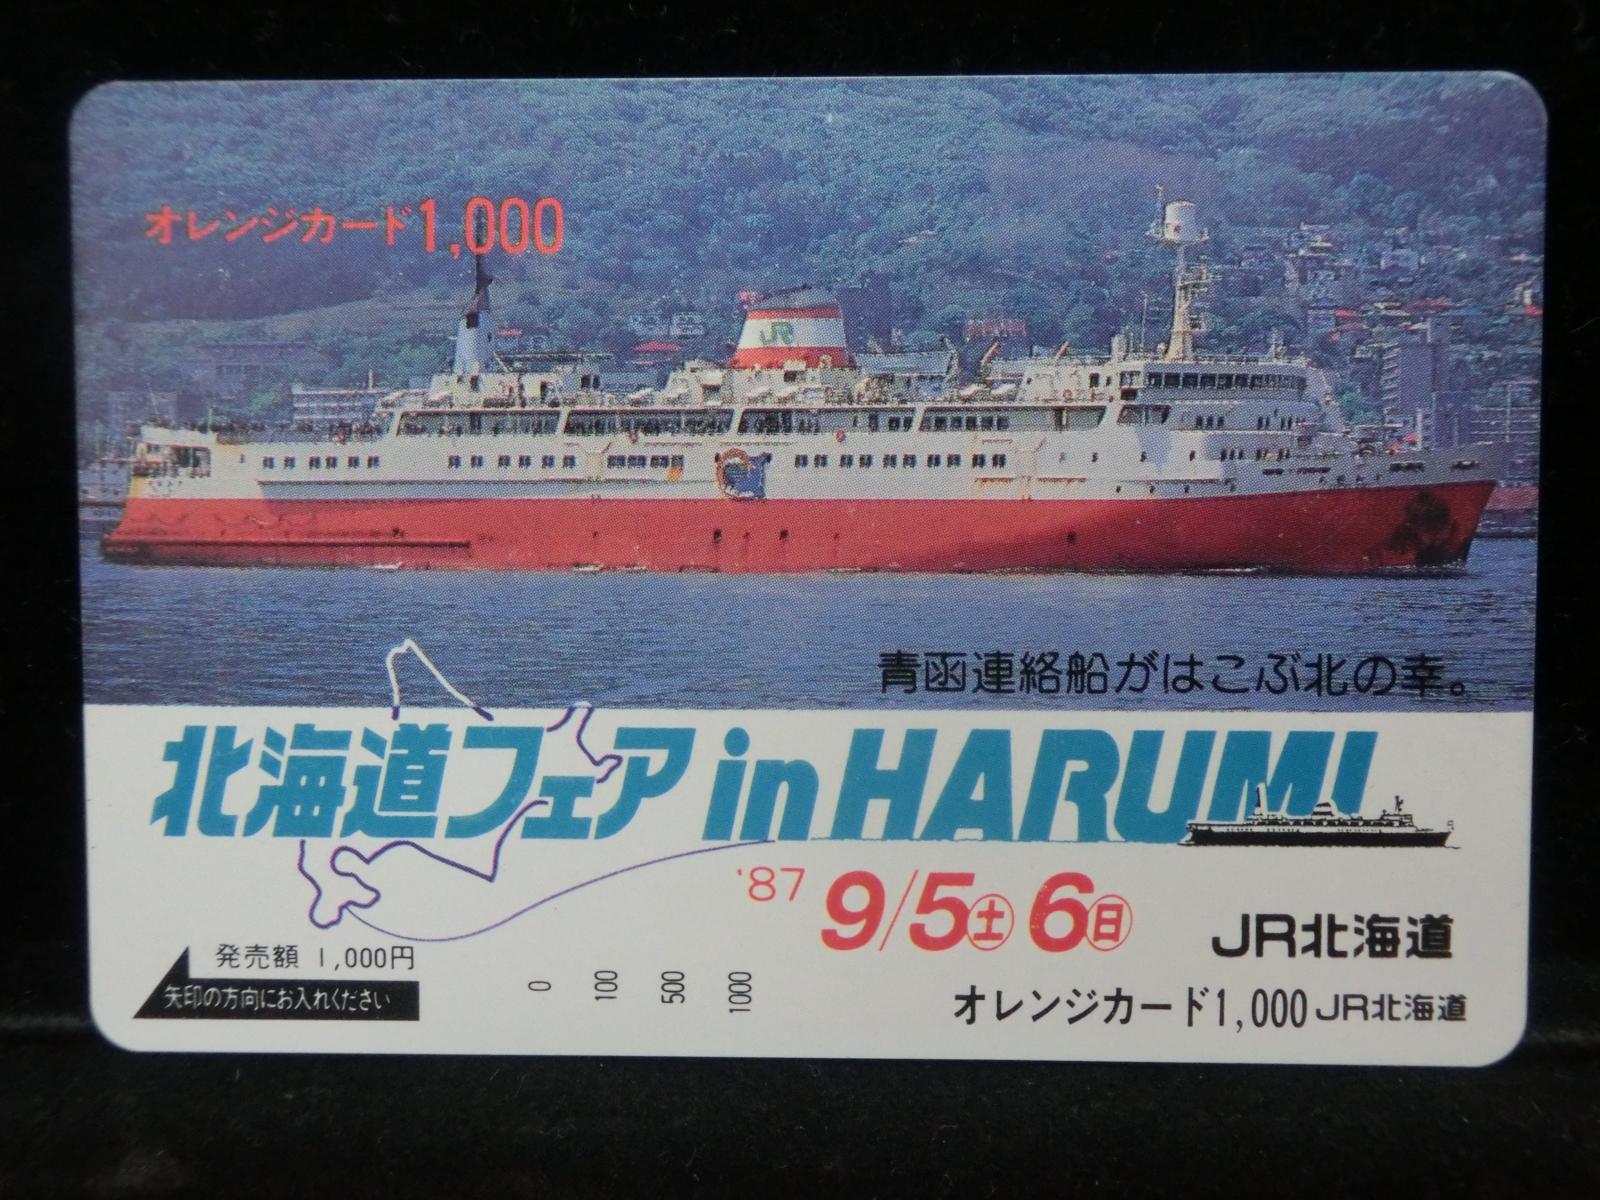 オレンジカード1,000
JR
青函連絡船がはこぶ北の幸。
北海道フェア in HARUMI
'87 9/5土 6日
JR北海道
発売額 1,000円
矢印の方向にお入れください
0 100 500 1000
オレンジカード1,000 JR北海道